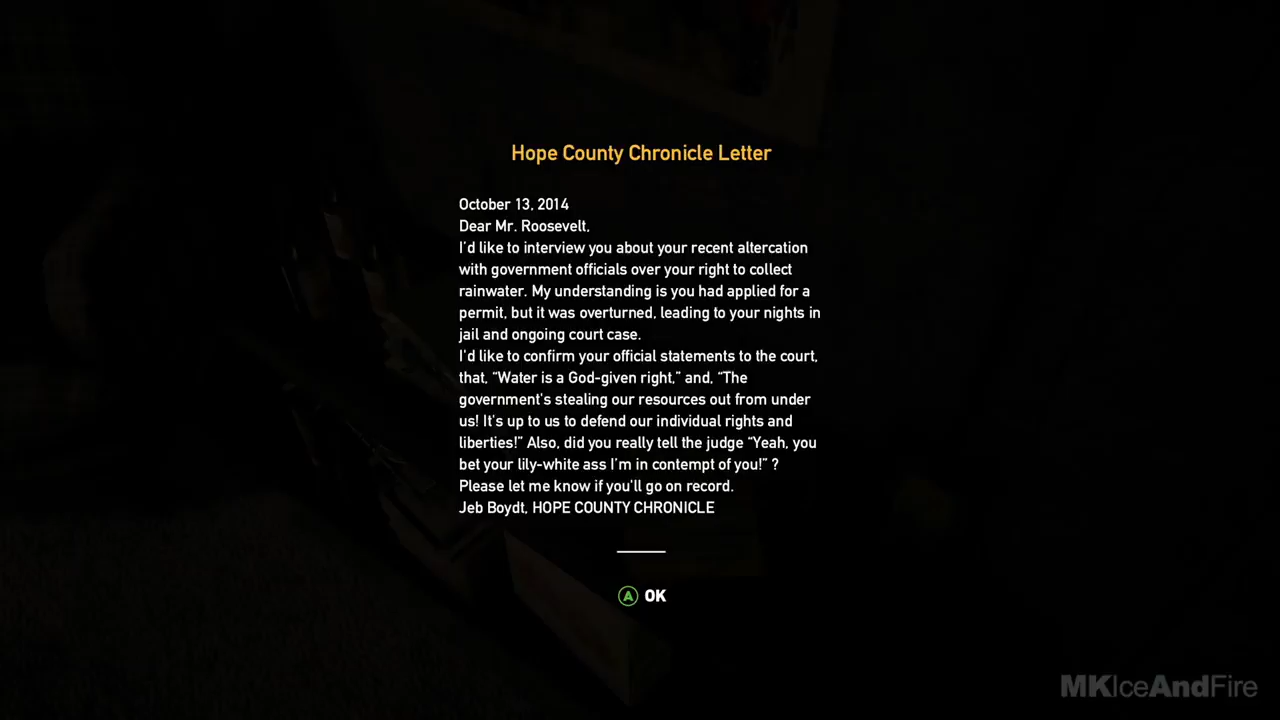 Hope County Chronicle Letter
October 13, 2014
Dear Mr. Roosevelt,
I'd like to interview you about your recent altercation
with government officials over your right to collect
rainwater. My understanding is you had applied for a
permit, but it was overturned, leading to your nights in
jail and ongoing court case.
I'd like to confirm your official statements to the court,
that, “Water is a God-given right,” and, “The
government's stealing our resources out from under
us! It's up to us to defend our individual rights and
liberties!” Also, did you really tell the judge “Yeah, you
bet your lily-white ass I'm in contempt of you!” ?
Please let me know if you'll go on record.
Jeb Boydt, HOPE COUNTY CHRONICLE
A OK
MKIceAndFire